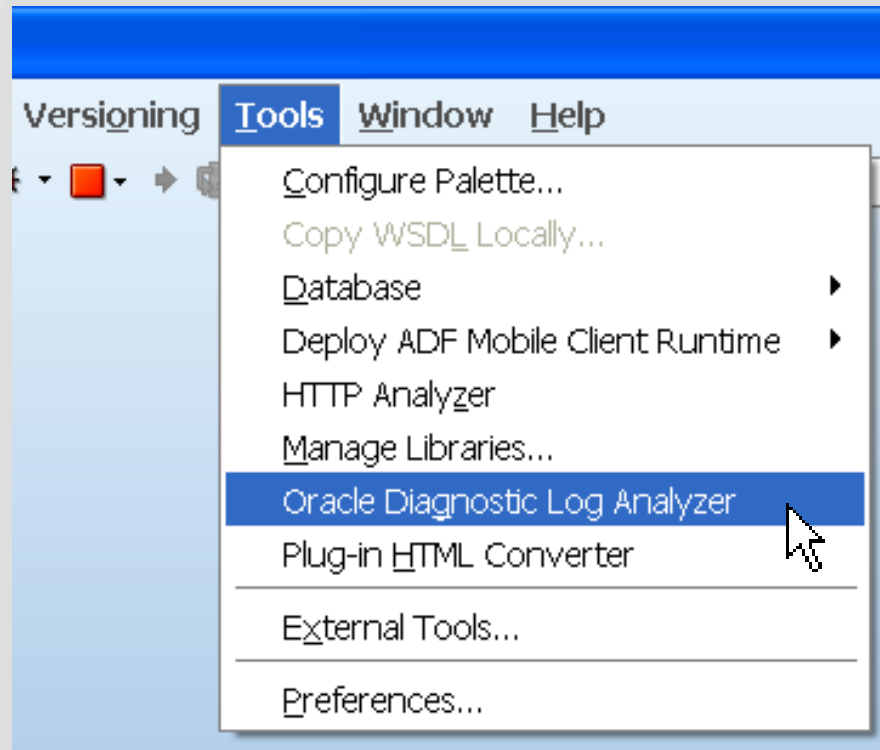 Versioning Tools Window Help
Configure Palette...
Copy WSDL Locally...
Database
Deploy ADF Mobile Client Runtime
HTTP Analyzer
Manage Libraries...
Oracle Diagnostic Log Analyzer
Plug-in HTML Converter
External Tools...
Preferences...